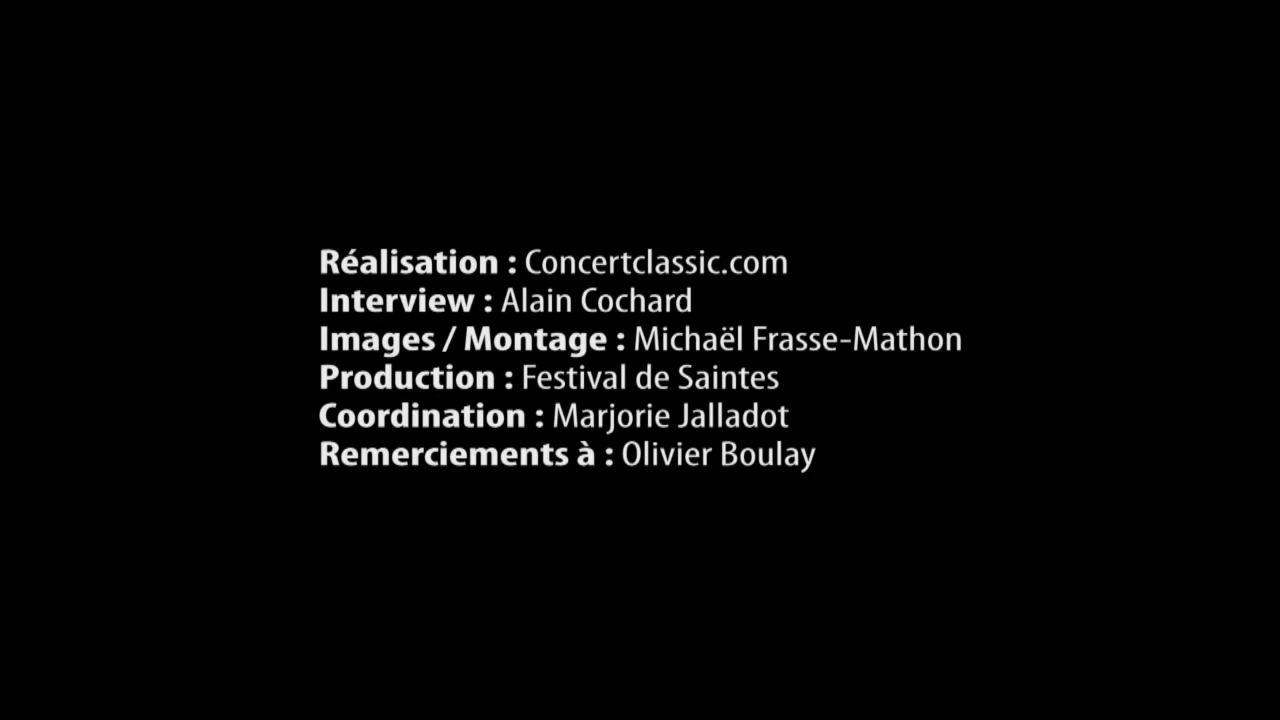 Réalisation : Concertclassic.com
Interview : Alain Cochard
Images / Montage : Michaël Frasse-Mathon
Production : Festival de Saintes
Coordination : Marjorie Jalladot
Remerciements à : Olivier Boulay